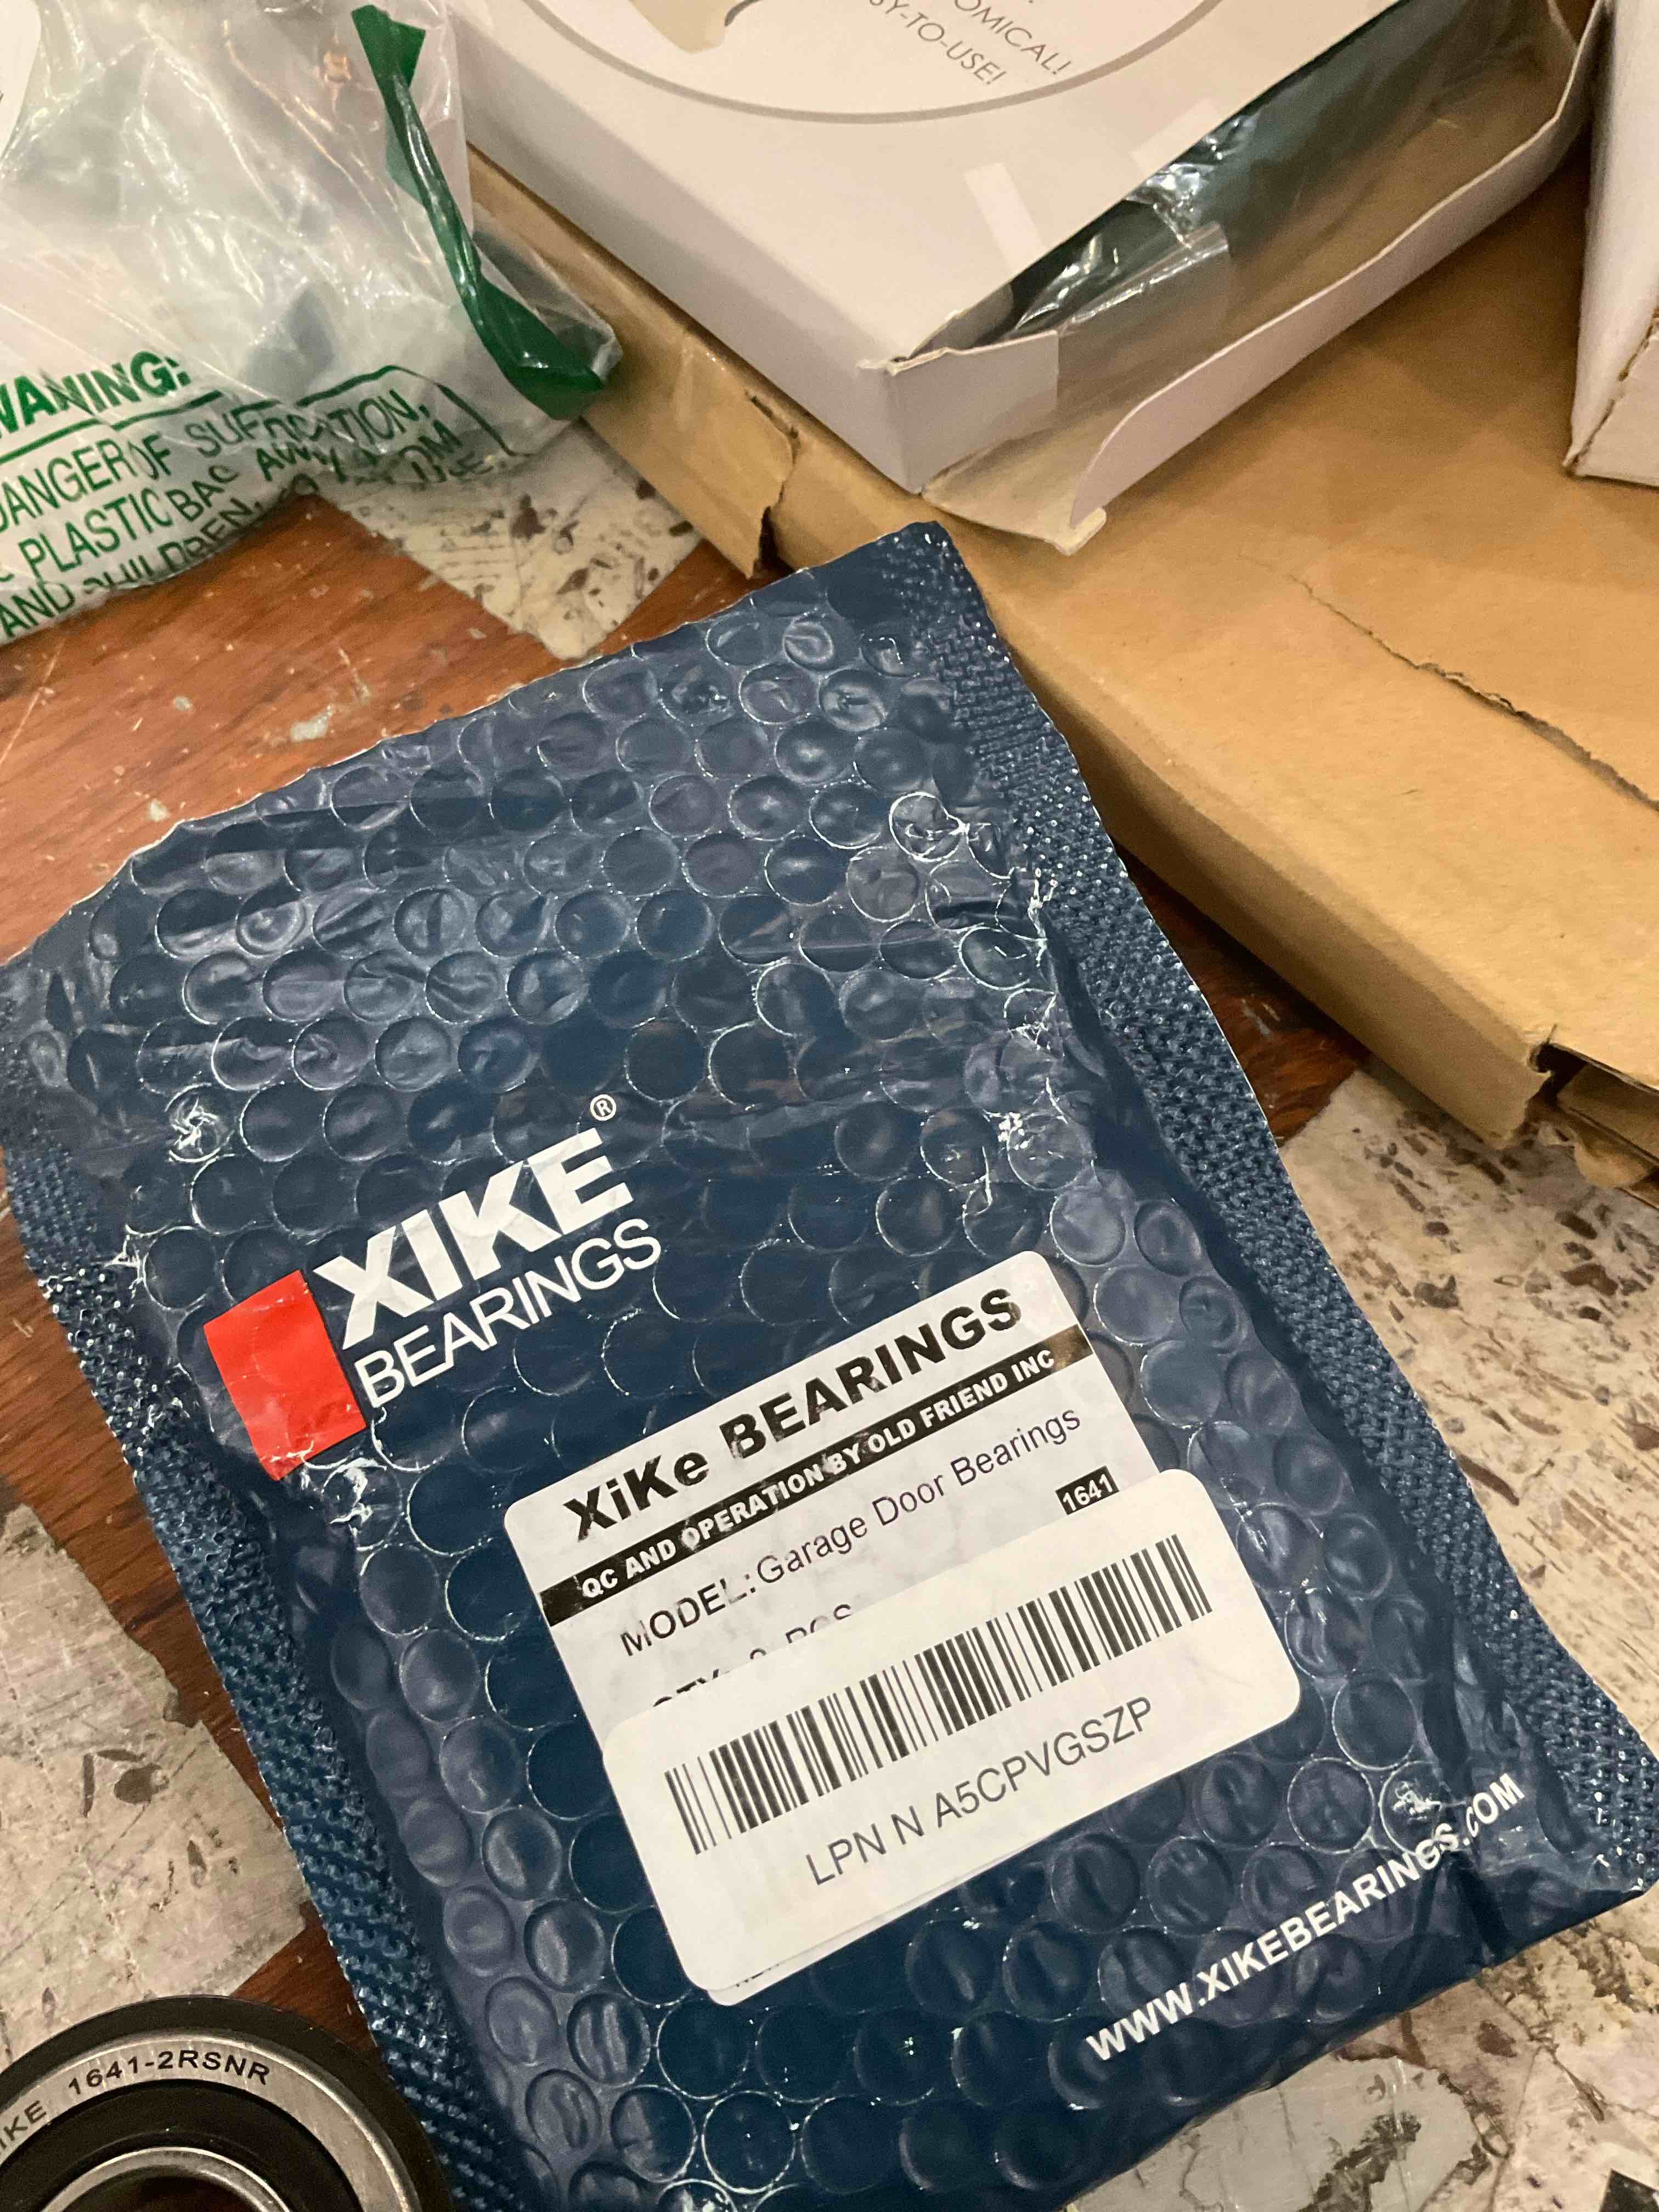 OMICAL!
SY-TO-USE!
WANING:
DANGER OF SUFFOCATION,
PLASTIC BAG AWAY FROM
AND CHILDREN,
XIKE®
BEARINGS
XiKe BEARINGS
QC AND OPERATION BY OLD FRIEND INC
MODEL: Garage Door Bearings
1641
LPN N A5CPVGSZP
WWW.XIKEBEARINGS.COM
IKE 1641-2RSNR